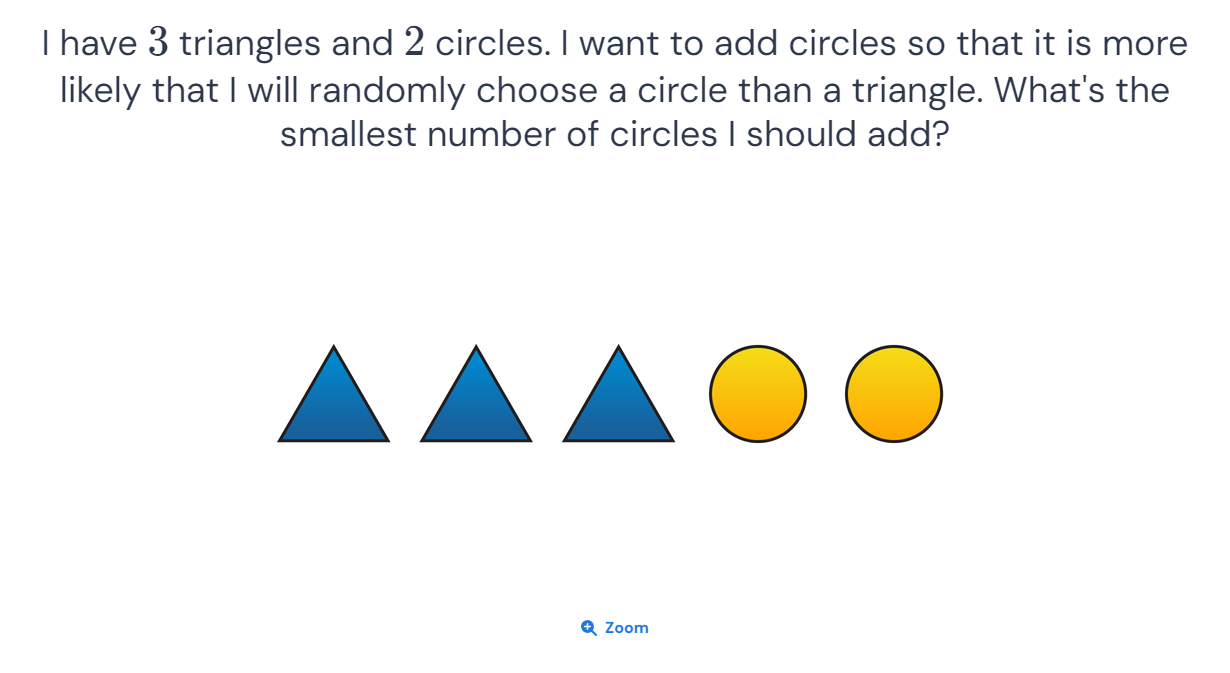 I have 3 triangles and 2 circles. I want to add circles so that it is more
likely that I will randomly choose a circle than a triangle. What's the
smallest number of circles I should add?
Zoom